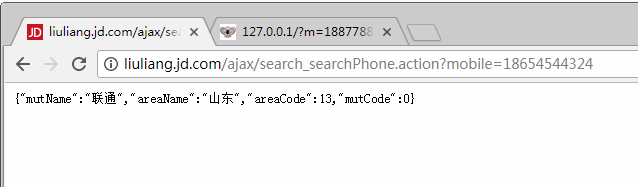 liuliang.jd.com/ajax/sea
127.0.0.1/?m=1887788
liuliang.jd.com/ajax/search_searchPhone.action?mobile=18654544324
{"mutName":"联通","areaName":"山东","areaCode":13,"mutCode":0}